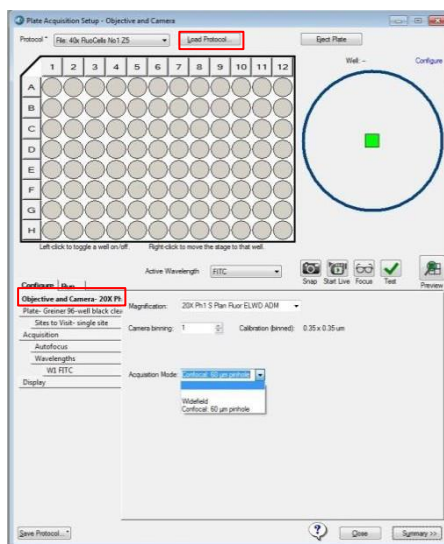 Plate Acquisition Setup - Objective and Camera
Protocol * File: 40x FluoCells No1 Z5 Load Protocol... Eject Plate
Well: -- Configure
1 2 3 4 5 6 7 8 9 10 11 12
A
B
C
D
E
F
G
H
Left-click to toggle a well on/off. Right-click to move the stage to that well.
Active Wavelength FITC
Snap Start Live Focus Test Preview
Configure Run
Objective and Camera- 20X Ph
Magnification: 20X Ph1 S Plan Fluor ELWD ADM
Plate- Greiner 96-well black clea
Camera binning: 1 Calibration (binned): 0.35 x 0.35 um
Sites to Visit- single site
Acquisition
Autofocus
Wavelengths
W1 FITC
Display
Acquisition Mode: Confocal: 60 µm pinhole
Widefield
Confocal: 60 µm pinhole
Save Protocol...* ? Close Summary >>